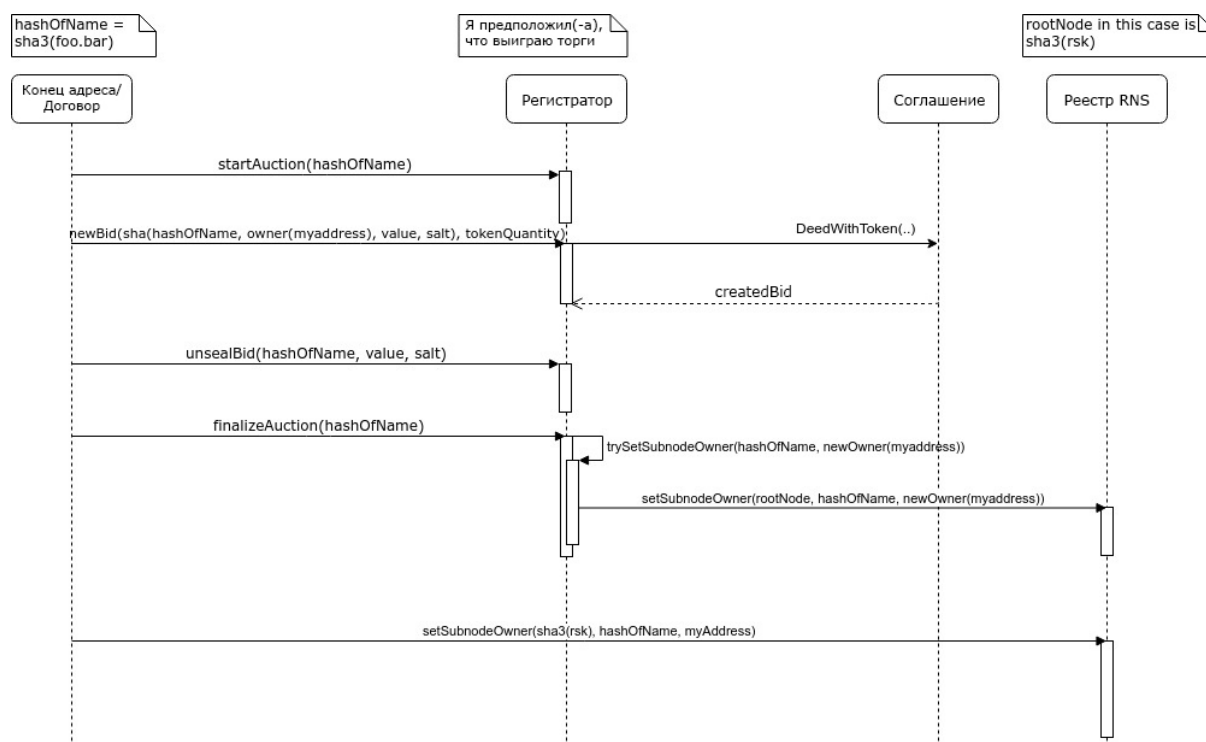 hashOfName =
sha3(foo.bar)
Я предположил(-а),
что выиграю торги
rootNode in this case is
sha3(rsk)
Конец адреса/
Договор
Регистратор
Соглашение
Реестр RNS
startAuction(hashOfName)
newBid(sha(hashOfName, owner(myaddress), value, salt), tokenQuantity)
DeedWithToken(..)
createdBid
unsealBid(hashOfName, value, salt)
finalizeAuction(hashOfName)
trySetSubnodeOwner(hashOfName, newOwner(myaddress))
setSubnodeOwner(rootNode, hashOfName, newOwner(myaddress))
setSubnodeOwner(sha3(rsk), hashOfName, myAddress)